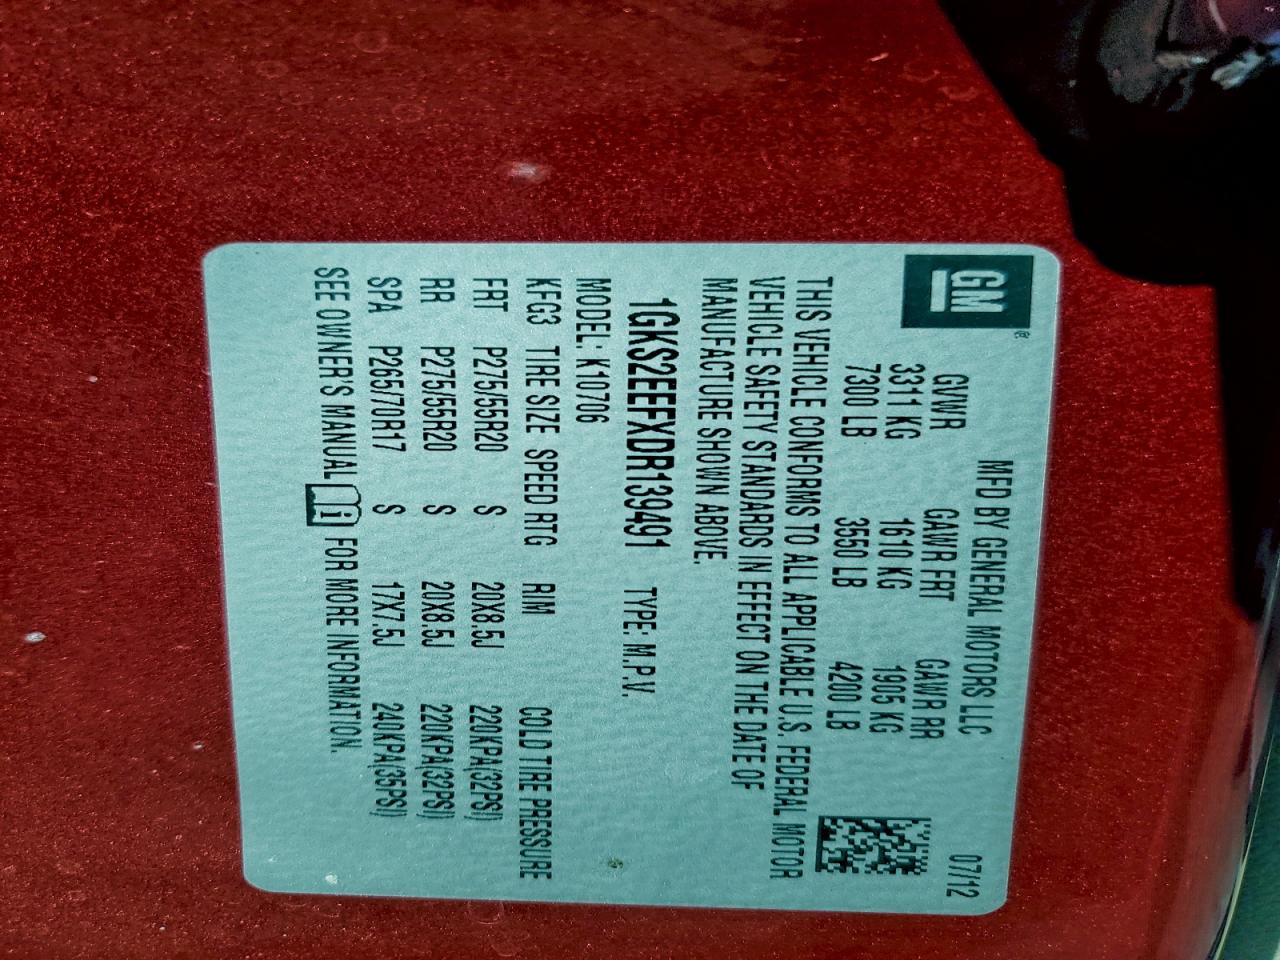 GM®
MFD BY GENERAL MOTORS LLC 07/12
GVWR GAWR FRT GAWR RR
3311 KG 1610 KG 1905 KG
7300 LB 3550 LB 4200 LB
THIS VEHICLE CONFORMS TO ALL APPLICABLE U.S. FEDERAL MOTOR
VEHICLE SAFETY STANDARDS IN EFFECT ON THE DATE OF
MANUFACTURE SHOWN ABOVE.
1GKS2EEFXDR139491 TYPE: M.P.V.
MODEL: K10706
KFG3 TIRE SIZE SPEED RTG RIM COLD TIRE PRESSURE
FRT P275/55R20 S 20X8.5J 220KPA(32PSI)
RR P275/55R20 S 20X8.5J 220KPA(32PSI)
SPA P265/70R17 S 17X7.5J 240KPA(35PSI)
SEE OWNER'S MANUAL i FOR MORE INFORMATION.